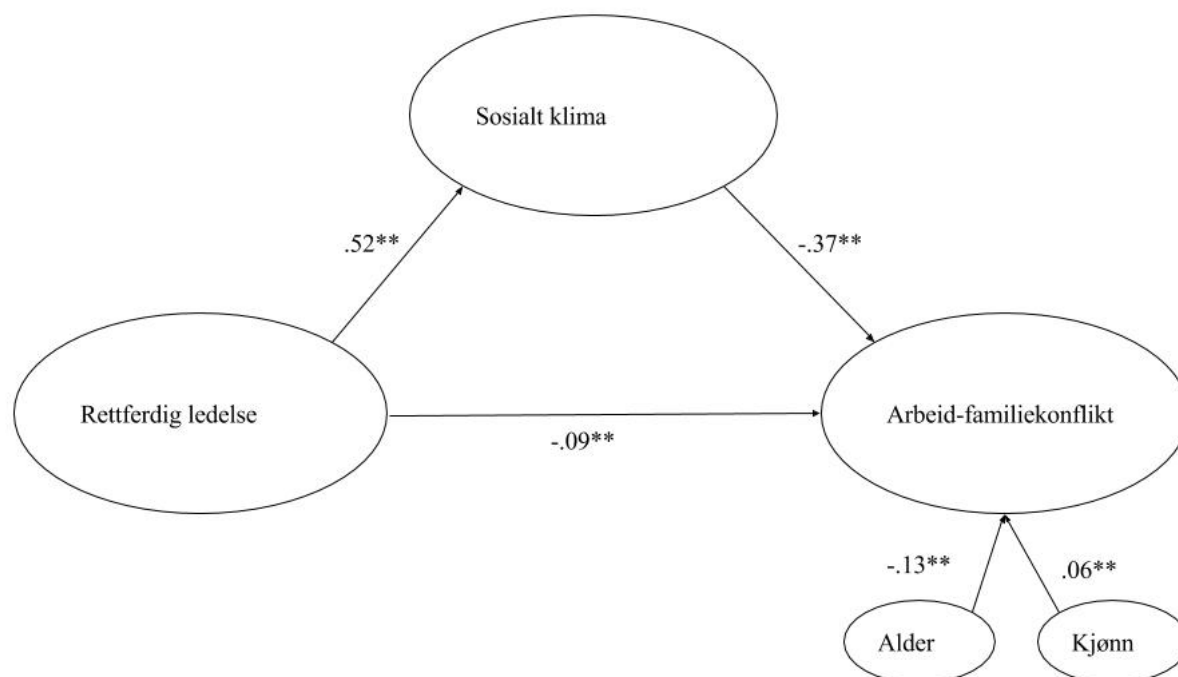 Sosialt klima
.52**
-.37**
Rettferdig ledelse
Arbeid-familiekonflikt
-.09**
-.13**
.06**
Alder
Kjønn